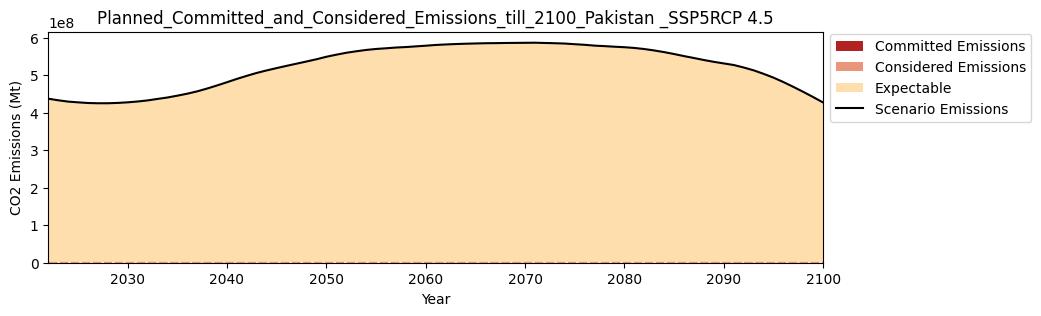 Planned_Committed_and_Considered_Emissions_till_2100_Pakistan _SSP5RCP 4.5
1e8
6
5
4
3
2
1
0
CO2 Emissions (Mt)
2030 2040 2050 2060 2070 2080 2090 2100
Year
Committed Emissions
Considered Emissions
Expectable
Scenario Emissions